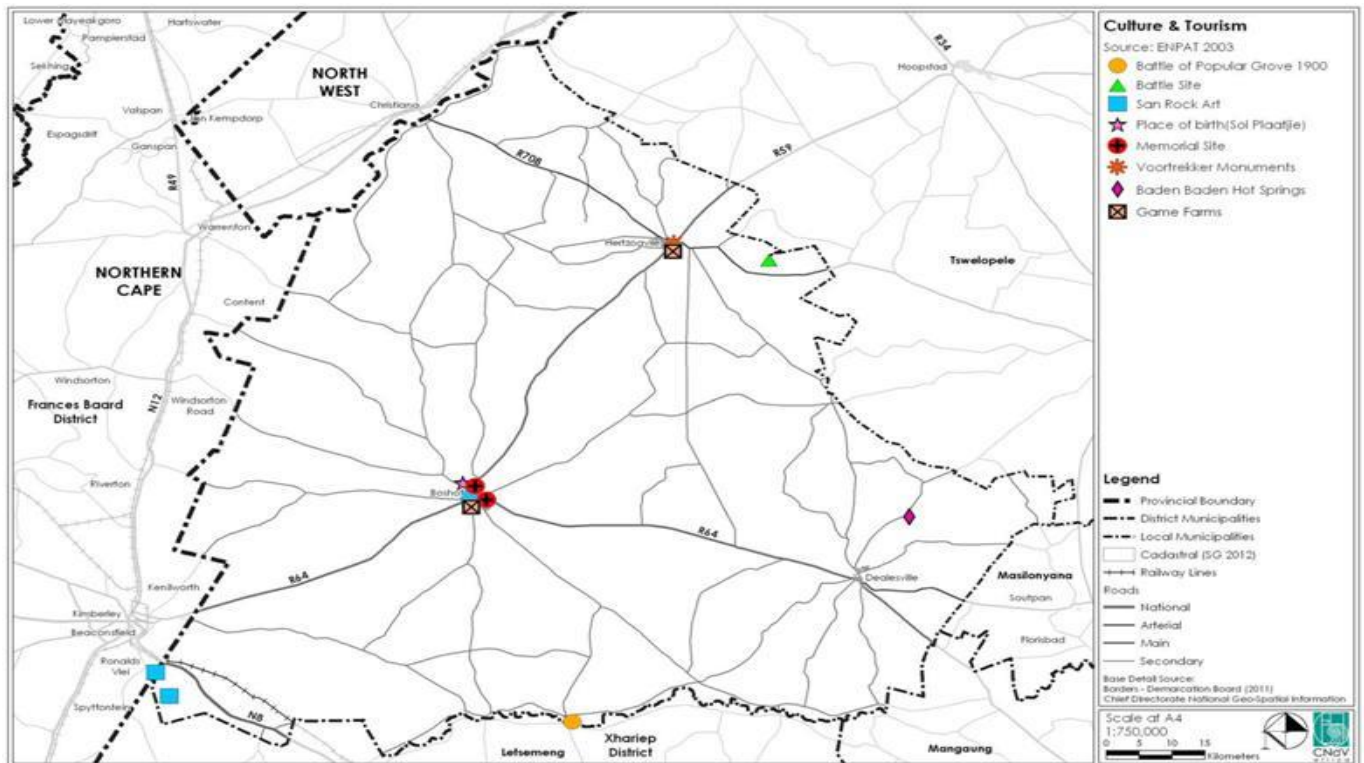 Lower Majeakgoro
Hartswater
Pampierstad
Sekhing
NORTH
WEST
R34
Hoopstad
Christiana
Valspan
Jan Kempdorp
Espagsdrif
Ganspan
R49
R708
R59
Warrenton
Hertzogville
NORTHERN
CAPE
Tswelopele
Content
Windsorton
Frances Baard
District
N12
Windsorton
Road
Riverton
Boshof
R64
R64
Dealesville
Masilonyana
Soutpan
Kenilworth
Kimberley
Beaconsfield
Florisbad
Ronalds
Vlei
Spytfontein
N8
Letsemeng
Xhariep
District
Mangaung
Culture & Tourism
Source: ENPAT 2003
Battle of Popular Grove 1900
Battle Site
San Rock Art
Place of birth(Sol Plaatjie)
Memorial Site
Voortrekker Monuments
Baden Baden Hot Springs
Game Farms
Legend
Provincial Boundary
District Municipalities
Local Municipalities
Cadastral (SG 2012)
Railway Lines
Roads
National
Arterial
Main
Secondary
Base Detail Source:
Borders - Demarcation Board (2011)
Chief Directorate National Geo-Spatial Information
Scale at A4
1:750,000
0 5 10 15
Kilometers
CNdV
africa